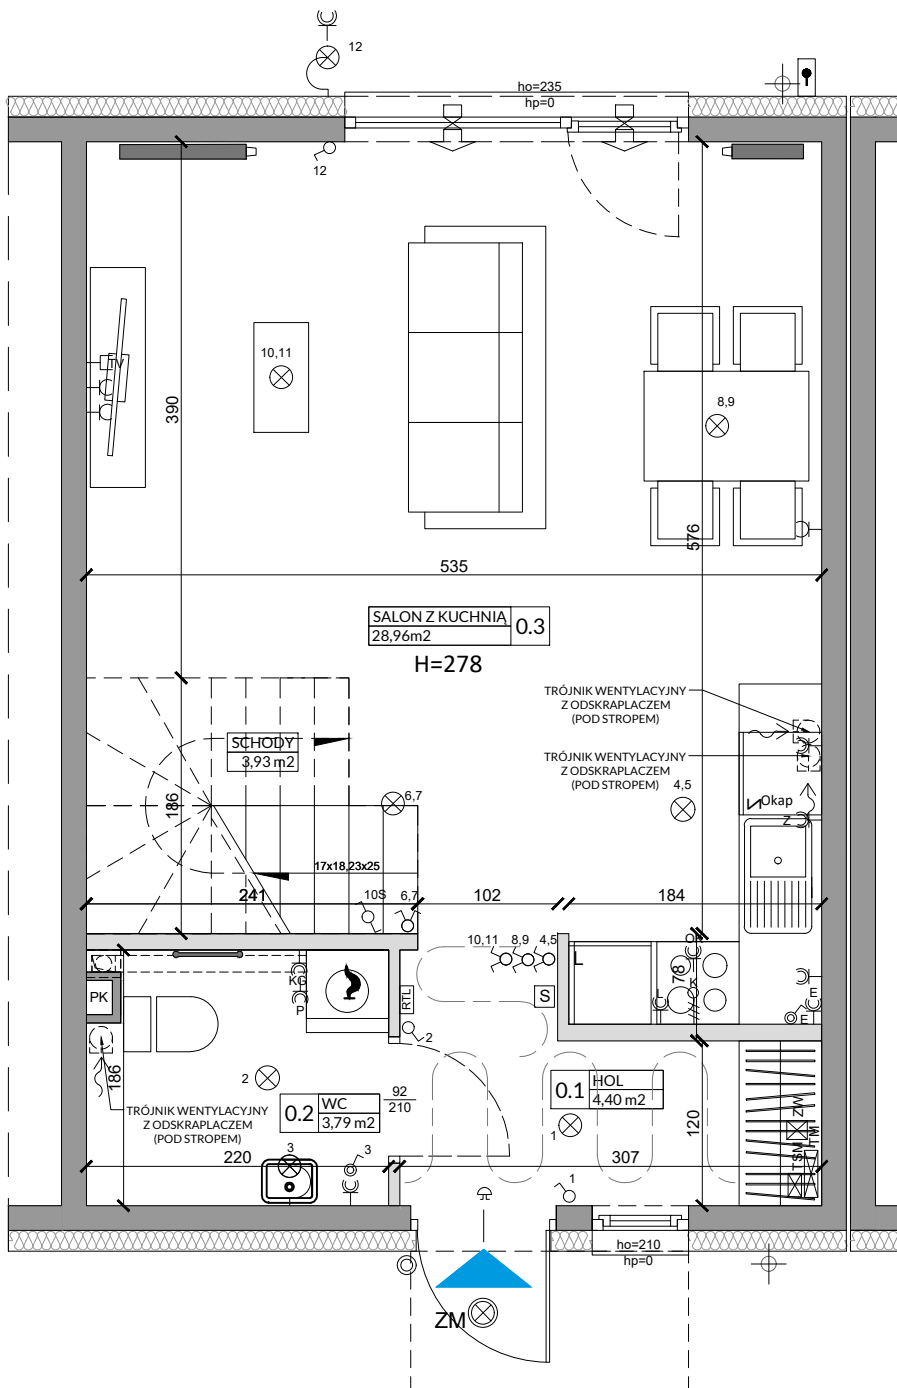 12
ho=235
hp=0
12
10,11
8,9
390
576
535
SALON Z KUCHNIĄ
28,96m2
0.3
H=278
TRÓJNIK WENTYLACYJNY
Z ODSKRAPLACZEM
(POD STROPEM)
TRÓJNIK WENTYLACYJNY
Z ODSKRAPLACZEM
(POD STROPEM)
SCHODY
3,93 m2
186
6,7
4,5
Okap
Z
17x18,23x25
241
10S
6,7
102
184
10,11
8,9
4,5
L
78
K
L
E
E
KG
P
PK
RTL
S
2
186
2
92
210
0.2
WC
3,79 m2
0.1
HOL
4,40 m2
1
120
ZW
TSM
TM
TRÓJNIK WENTYLACYJNY
Z ODSKRAPLACZEM
(POD STROPEM)
3
3
220
307
1
ho=210
hp=0
ZM